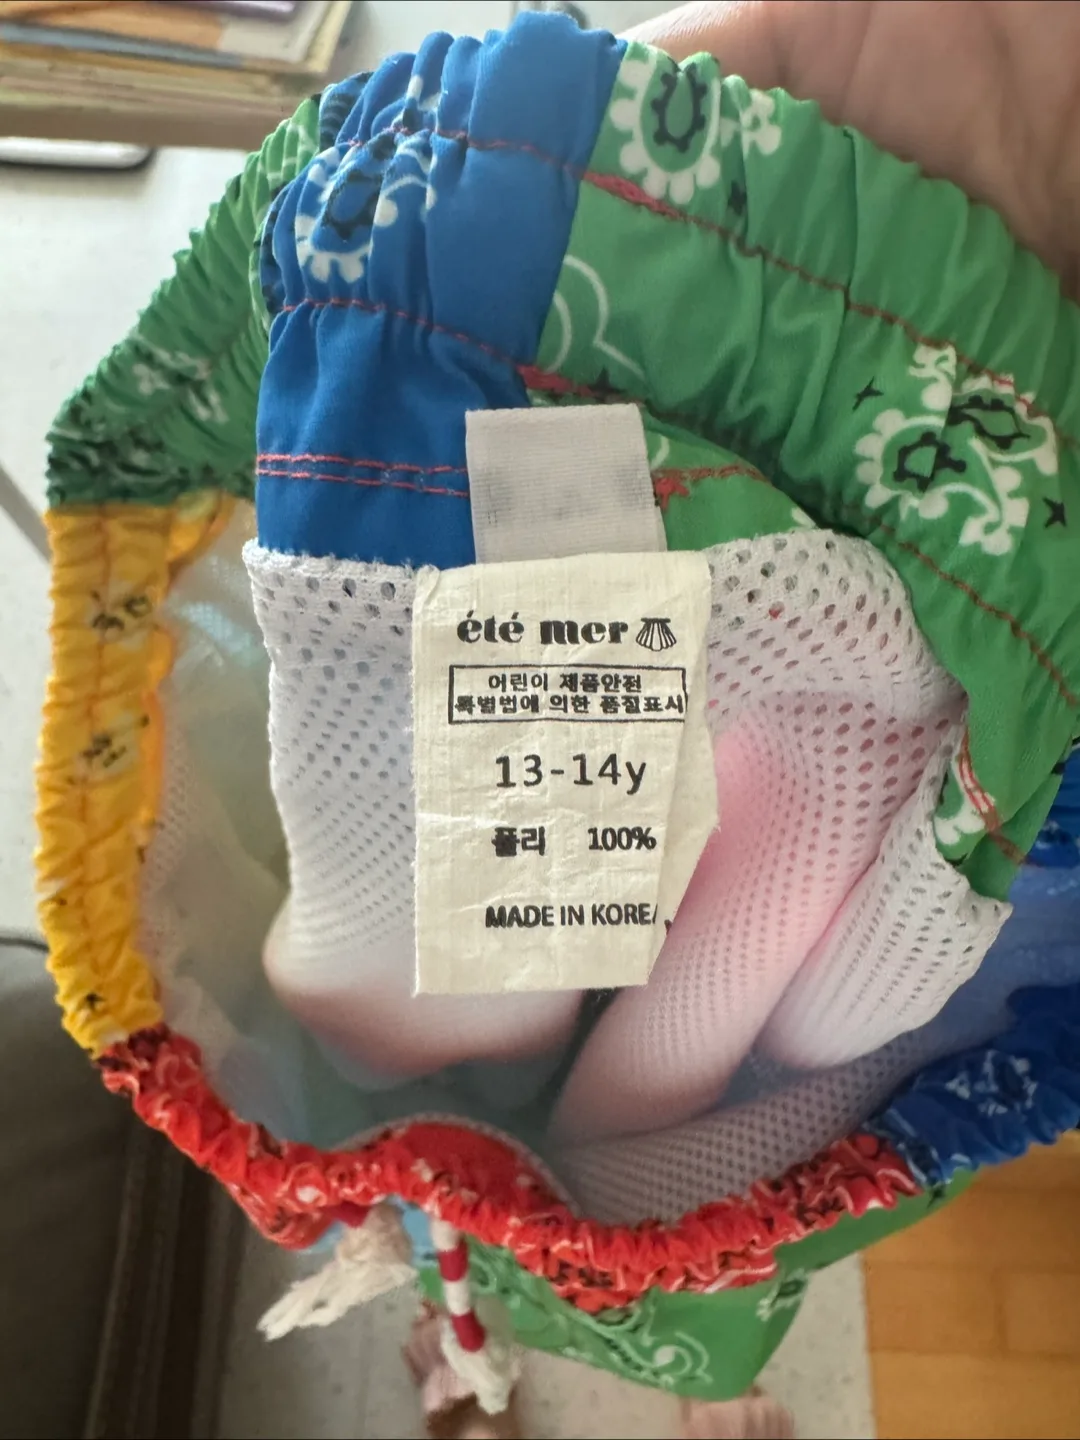 été mer
어린이 제품안전
특별법에 의한 품질표시
13-14y
폴리 100%
MADE IN KOREA